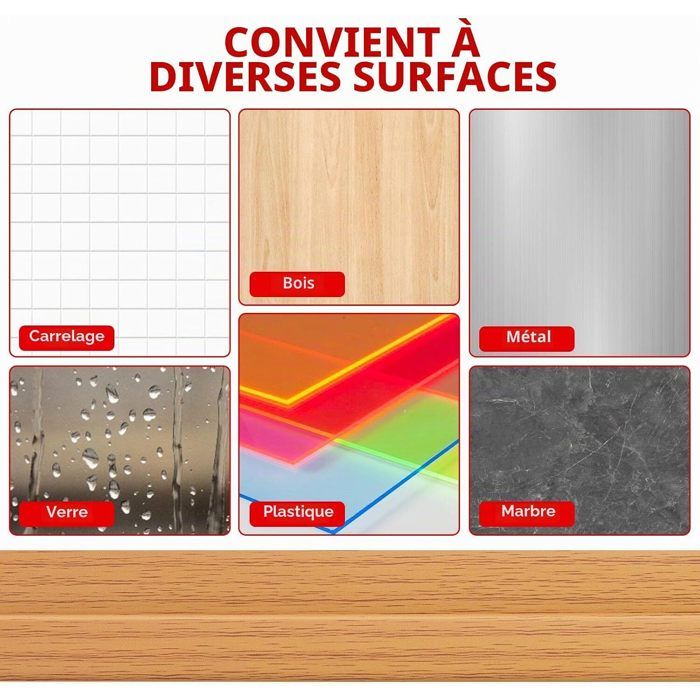 CONVIENT À
DIVERSES SURFACES
Carrelage
Bois
Métal
Verre
Plastique
Marbre